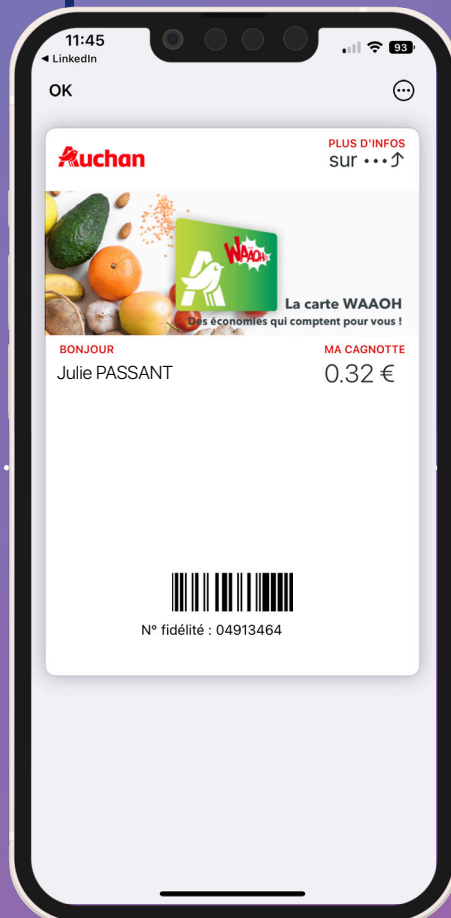 11:45
93
◄ LinkedIn
OK
Auchan
PLUS D'INFOS
sur •••⤴
WAAOH
La carte WAAOH
Des économies qui comptent pour vous !
BONJOUR
MA CAGNOTTE
Julie PASSANT
0.32 €
N° fidélité : 04913464